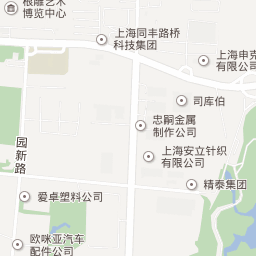 根雕艺术
博览中心
上海同丰路桥
科技集团
上海申克
有限公司
司库伯
忠嗣金属
制作公司
上海安立针织
有限公司
园新路
精泰集团
爱卓塑料公司
欧咪亚汽车
配件公司